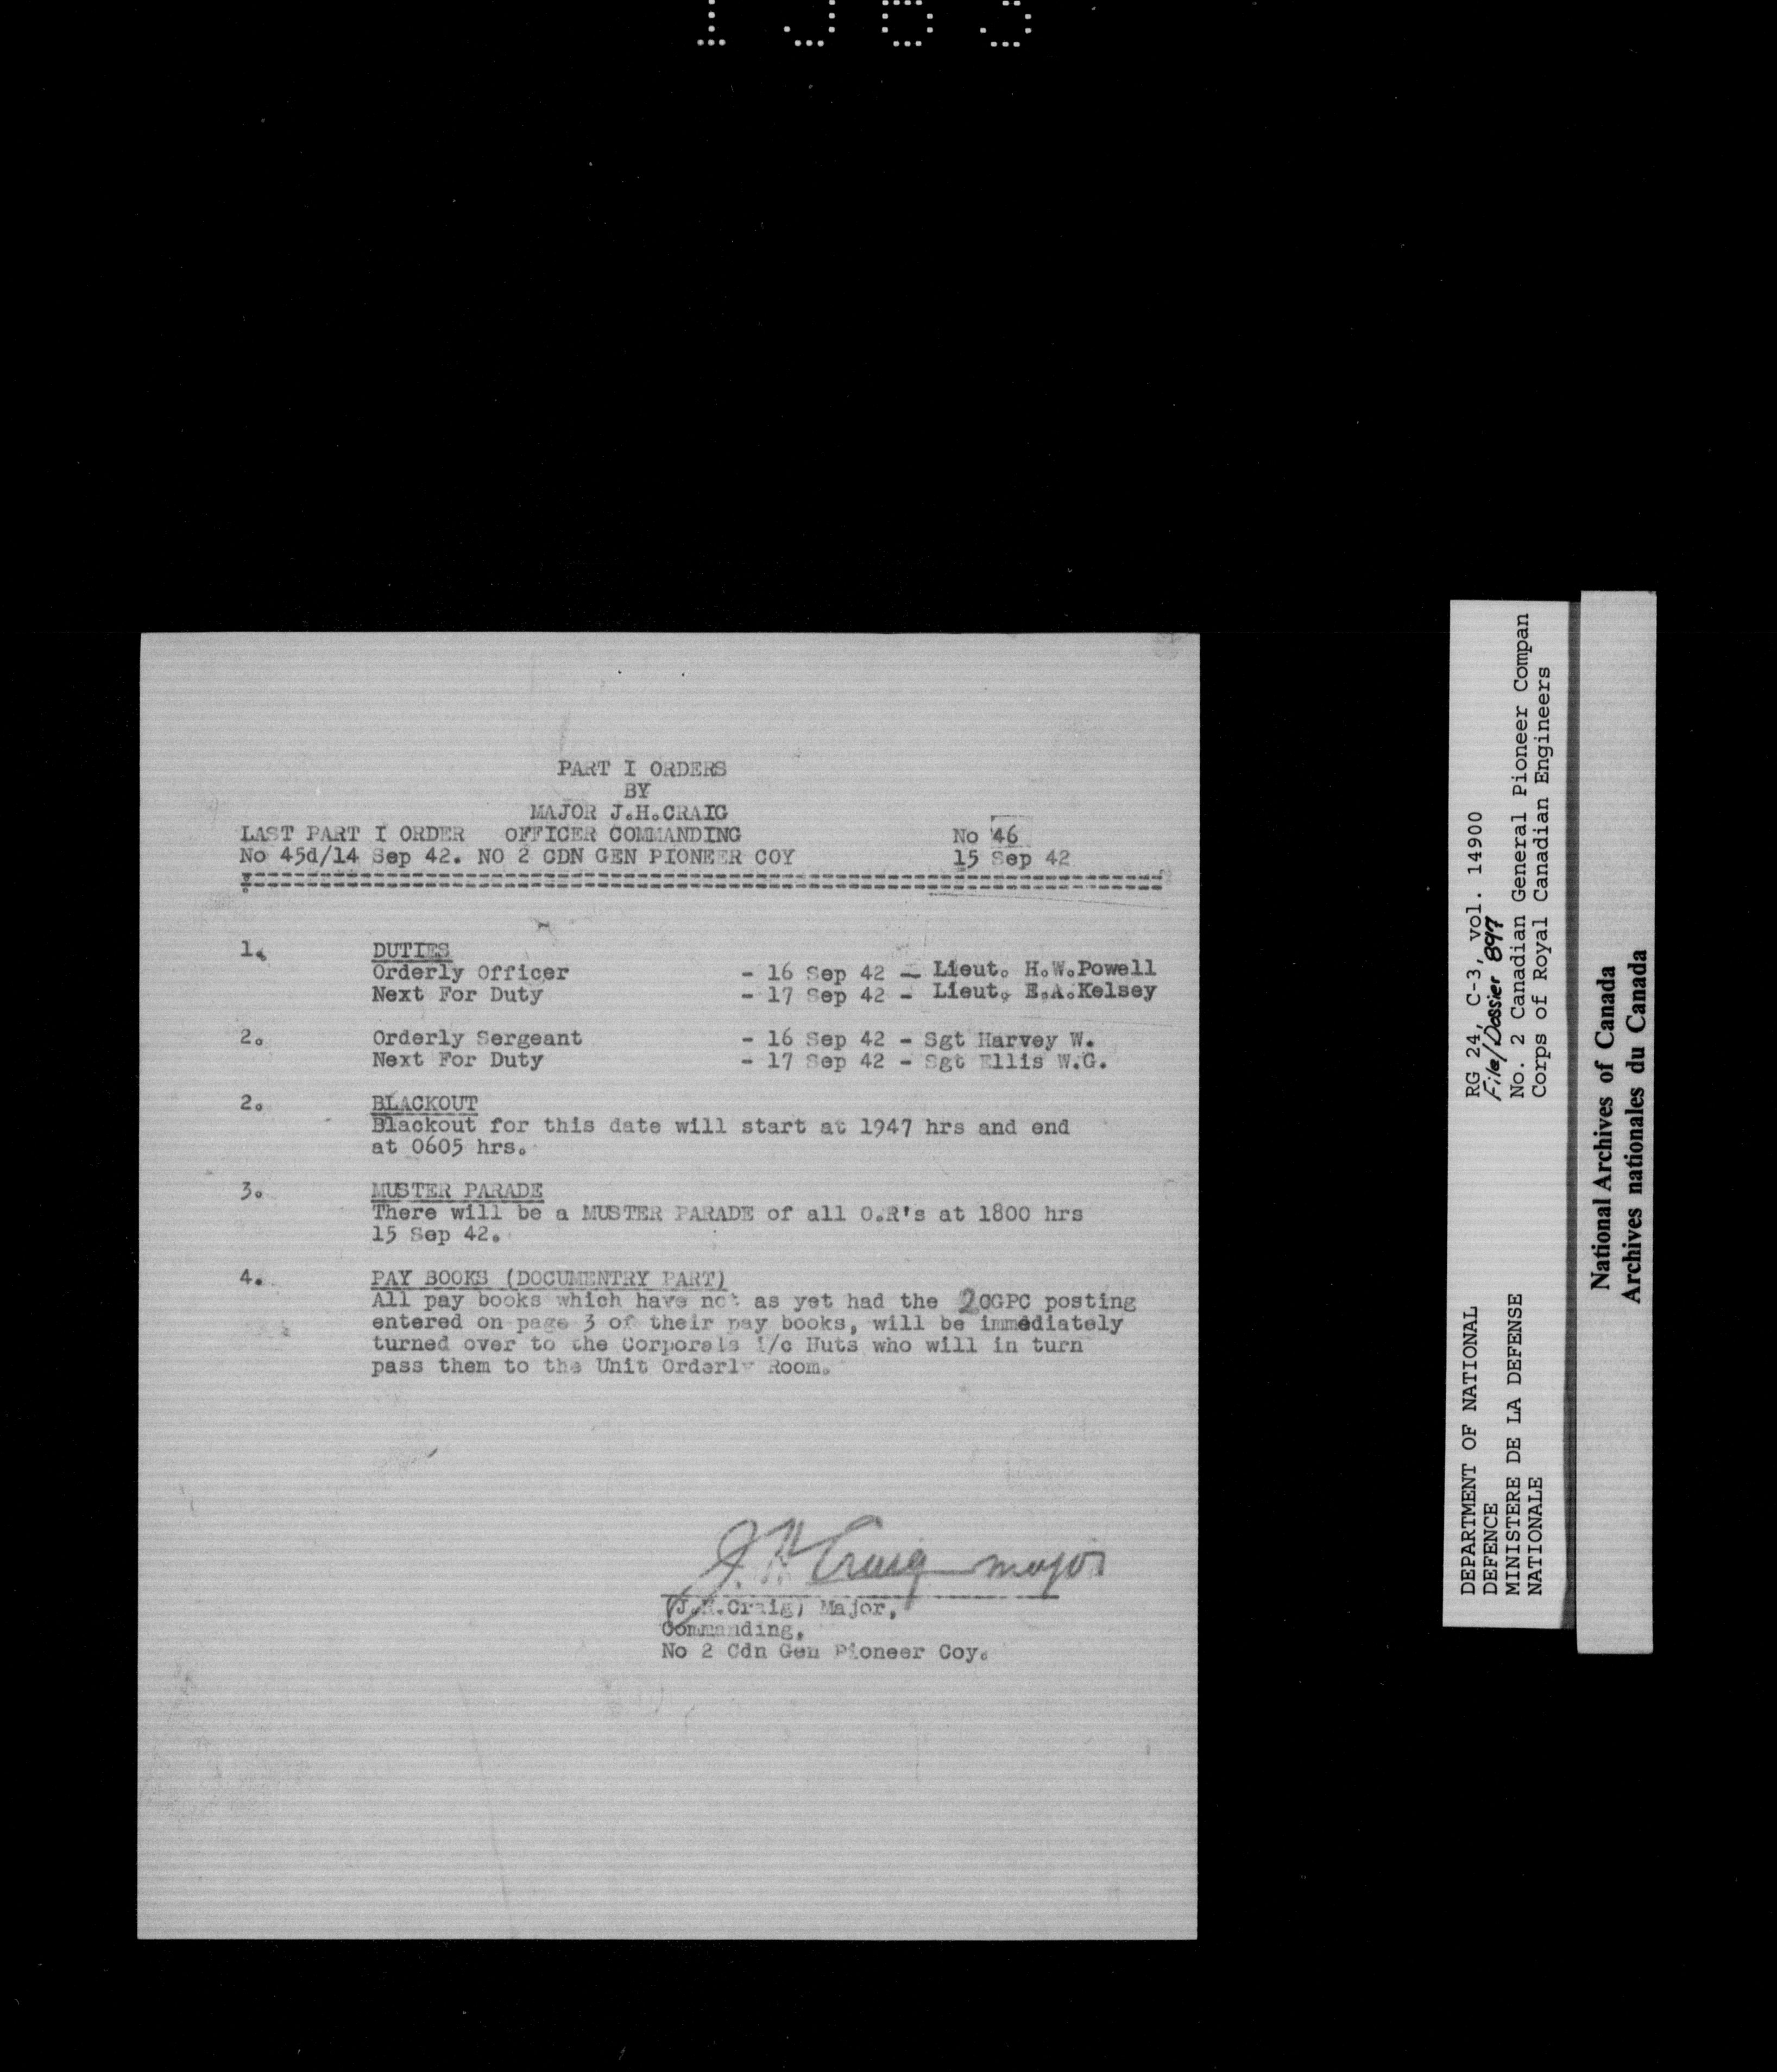 PART I ORDERS
BY
MAJOR J.H.CRAIG
LAST PART I ORDER OFFICER COMMANDING No 46
No 45d/14 Sep 42. NO 2 CDN GEN PIONEER COY 15 Sep 42
1. DUTIES
Orderly Officer - 16 Sep 42 - Lieut. H.W.Powell
Next For Duty - 17 Sep 42 - Lieut. E.A.Kelsey
2. Orderly Sergeant - 16 Sep 42 - Sgt Harvey W.
Next For Duty - 17 Sep 42 - Sgt Ellis W.G.
2. BLACKOUT
Blackout for this date will start at 1947 hrs and end
at 0605 hrs.
3. MUSTER PARADE
There will be a MUSTER PARADE of all O.R's at 1800 hrs
15 Sep 42.
4. PAY BOOKS (DOCUMENTRY PART)
All pay books which have not as yet had the 2CGPC posting
entered on page 3 of their pay books, will be immediately
turned over to the Corporals i/c Huts who will in turn
pass them to the Unit Orderly Room.
J.H. Craig major
(J.H.Craig) Major,
Commanding,
No 2 Cdn Gen Pioneer Coy.
DEPARTMENT OF NATIONAL RG 24, C-3, vol. 14900
DEFENCE File/Dossier 897
MINISTERE DE LA DEFENSE No. 2 Canadian General Pioneer Compan
NATIONALE Corps of Royal Canadian Engineers
National Archives of Canada
Archives nationales du Canada